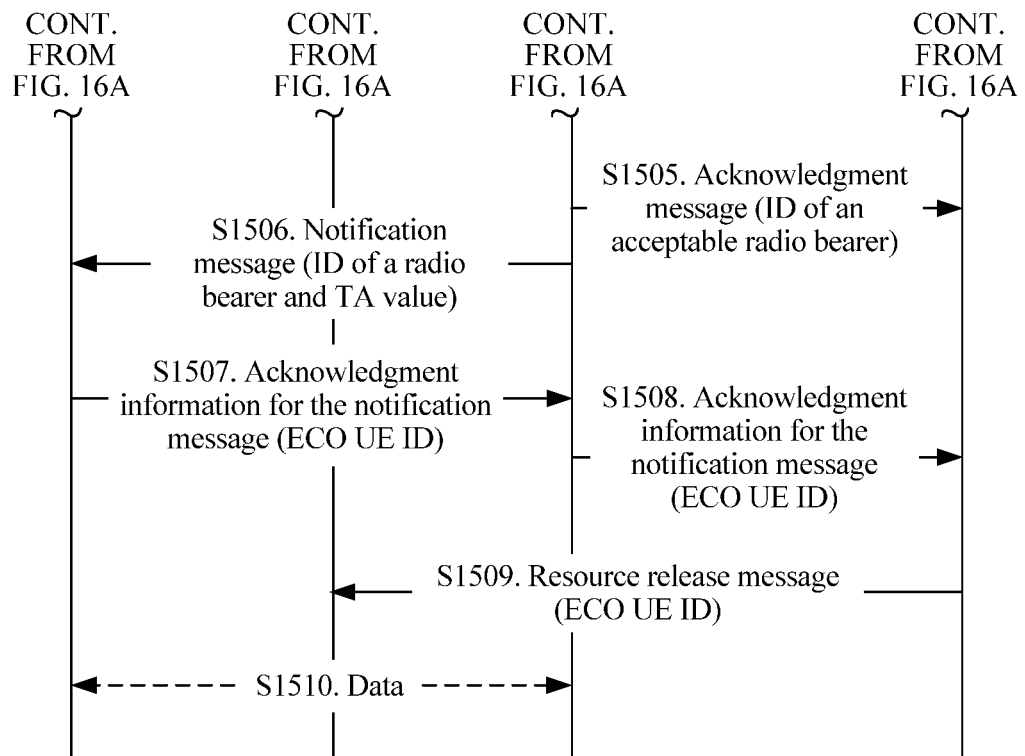 CONT.
FROM
FIG. 16A
CONT.
FROM
FIG. 16A
CONT.
FROM
FIG. 16A
CONT.
FROM
FIG. 16A
S1505. Acknowledgment
message (ID of an
acceptable radio bearer)
S1506. Notification
message (ID of a radio
bearer and TA value)
S1507. Acknowledgment
information for the notification
message (ECO UE ID)
S1508. Acknowledgment
information for the
notification message
(ECO UE ID)
S1509. Resource release message
(ECO UE ID)
S1510. Data